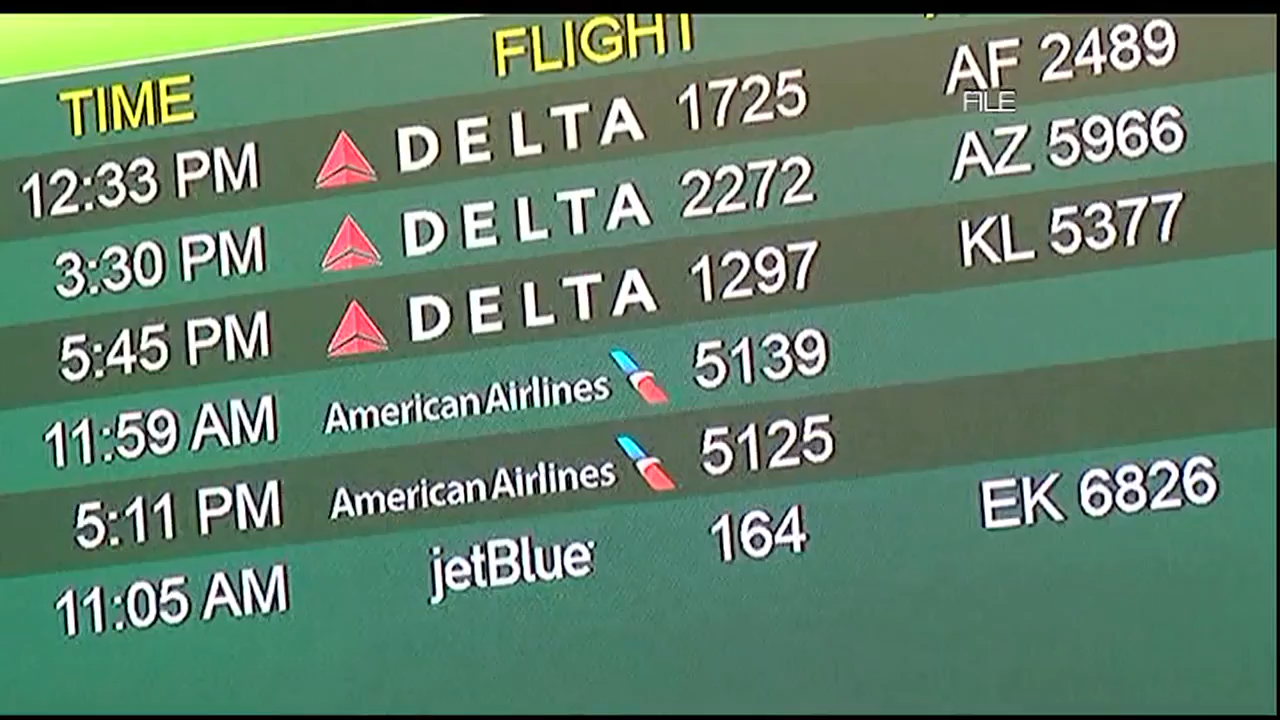 TIME FLIGHT
12:33 PM DELTA 1725 AF 2489
FILE
3:30 PM DELTA 2272 AZ 5966
5:45 PM DELTA 1297 KL 5377
11:59 AM American Airlines 5139
5:11 PM American Airlines 5125
11:05 AM jetBlue 164 EK 6826